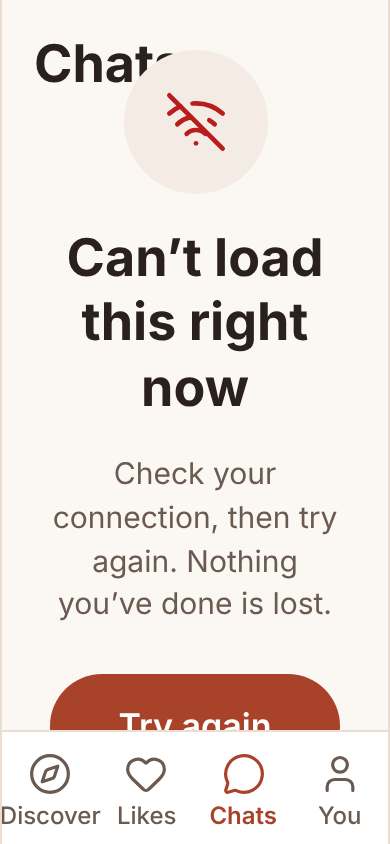 Chats
Can’t load
this right
now
Check your
connection, then try
again. Nothing
you’ve done is lost.
Try again
Discover
Likes
Chats
You